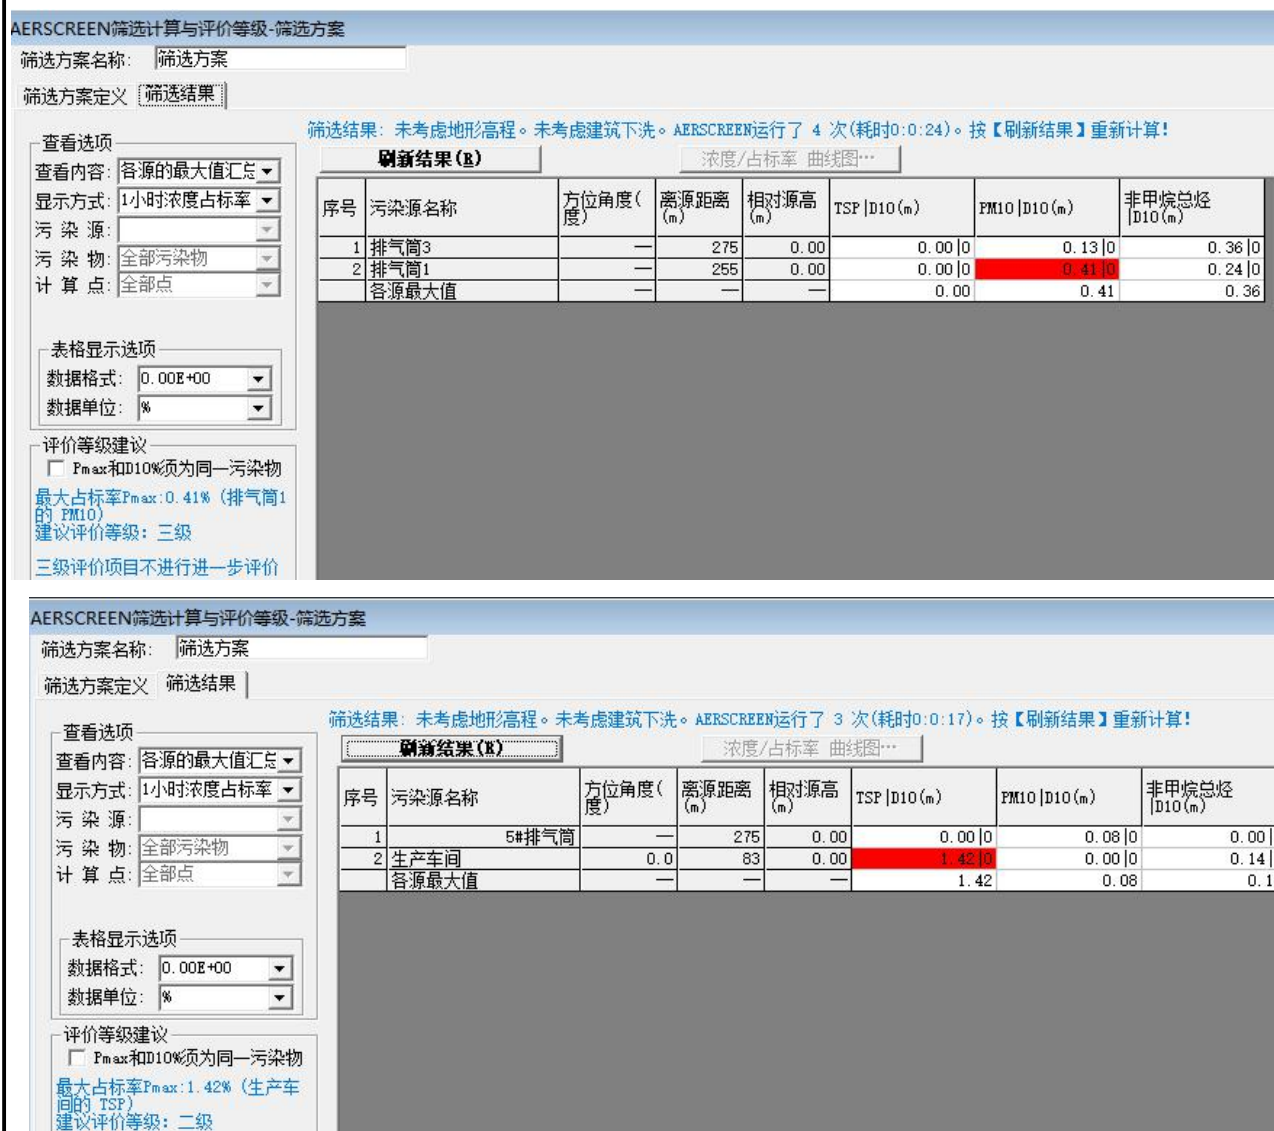 AERSCREEN筛选计算与评价等级-筛选方案
筛选方案名称: 筛选方案
筛选方案定义 筛选结果
筛选结果: 未考虑地形高程。未考虑建筑下洗。AERSCREEN运行了 4 次(耗时0:0:24)。按【刷新结果】重新计算!
查看选项
查看内容: 各源的最大值汇总
显示方式: 1小时浓度占标率
污 染 源:
污 染 物: 全部污染物
计 算 点: 全部点
刷新结果(R) 浓度/占标率 曲线图…
序号 污染源名称 方位角度(度) 离源距离(m) 相对源高(m) TSP|D10(m) PM10|D10(m) 非甲烷总烃|D10(m)
1 排气筒3 — 275 0.00 0.00|0 0.13|0 0.36|0
2 排气筒1 — 255 0.00 0.00|0 0.41|0 0.24|0
各源最大值 — — — 0.00 0.41 0.36
表格显示选项
数据格式: 0.00E+00
数据单位: %
评价等级建议
Pmax和D10%须为同一污染物
最大占标率Pmax:0.41% (排气筒1
的 PM10)
建议评价等级: 三级
三级评价项目不进行进一步评价
AERSCREEN筛选计算与评价等级-筛选方案
筛选方案名称: 筛选方案
筛选方案定义 筛选结果
筛选结果: 未考虑地形高程。未考虑建筑下洗。AERSCREEN运行了 3 次(耗时0:0:17)。按【刷新结果】重新计算!
查看选项
查看内容: 各源的最大值汇总
显示方式: 1小时浓度占标率
污 染 源:
污 染 物: 全部污染物
计 算 点: 全部点
刷新结果(R) 浓度/占标率 曲线图…
序号 污染源名称 方位角度(度) 离源距离(m) 相对源高(m) TSP|D10(m) PM10|D10(m) 非甲烷总烃|D10(m)
1 5#排气筒 — 275 0.00 0.00|0 0.08|0 0.00|
2 生产车间 0.0 83 0.00 1.42|0 0.00|0 0.14|
各源最大值 — — — 1.42 0.08 0.1
表格显示选项
数据格式: 0.00E+00
数据单位: %
评价等级建议
Pmax和D10%须为同一污染物
最大占标率Pmax:1.42% (生产车
间的 TSP)
建议评价等级: 二级